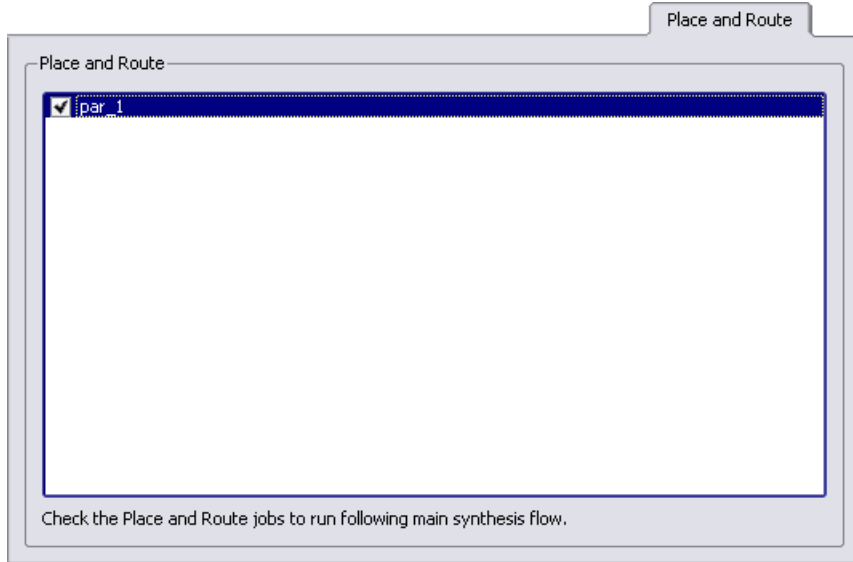 Place and Route
Place and Route
par_1
Check the Place and Route jobs to run following main synthesis flow.